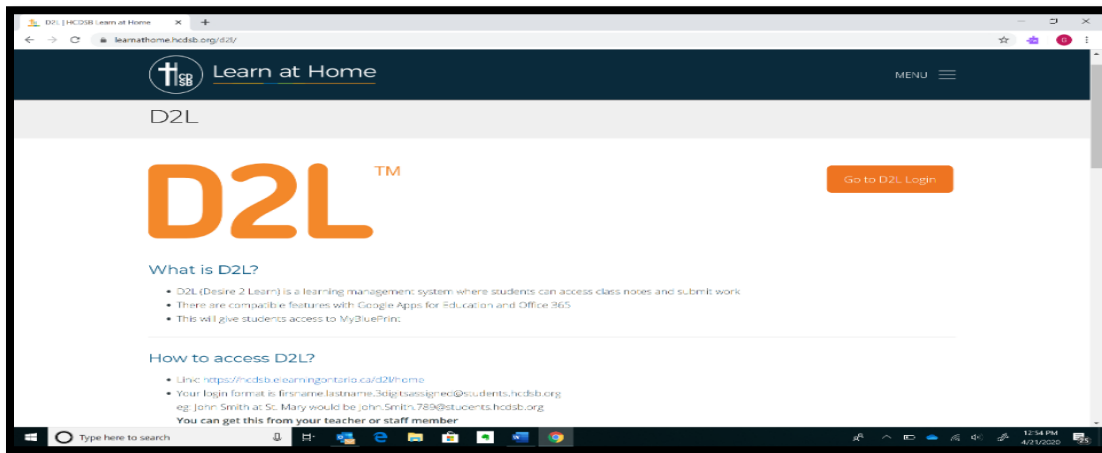 D2L | HCDSB Learn at Home
learnathome.hcdsb.org/d2l/
G
HCDSB Learn at Home
MENU
D2L
D2L™
Go to D2L Login
What is D2L?
• D2L (Desire 2 Learn) is a learning management system where students can access class notes and submit work
• There are compatible features with Google Apps for Education and Office 365
• This will give students access to MyBluePrint
How to access D2L?
• Link: https://hcdsb.elearningontario.ca/d2l/home
• Your login format is firsname.lastname.3digitsassigned@students.hcdsb.org
eg: John Smith at St. Mary would be John.Smith.789@students.hcdsb.org
You can get this from your teacher or staff member
Type here to search
12:54 PM
4/21/2020